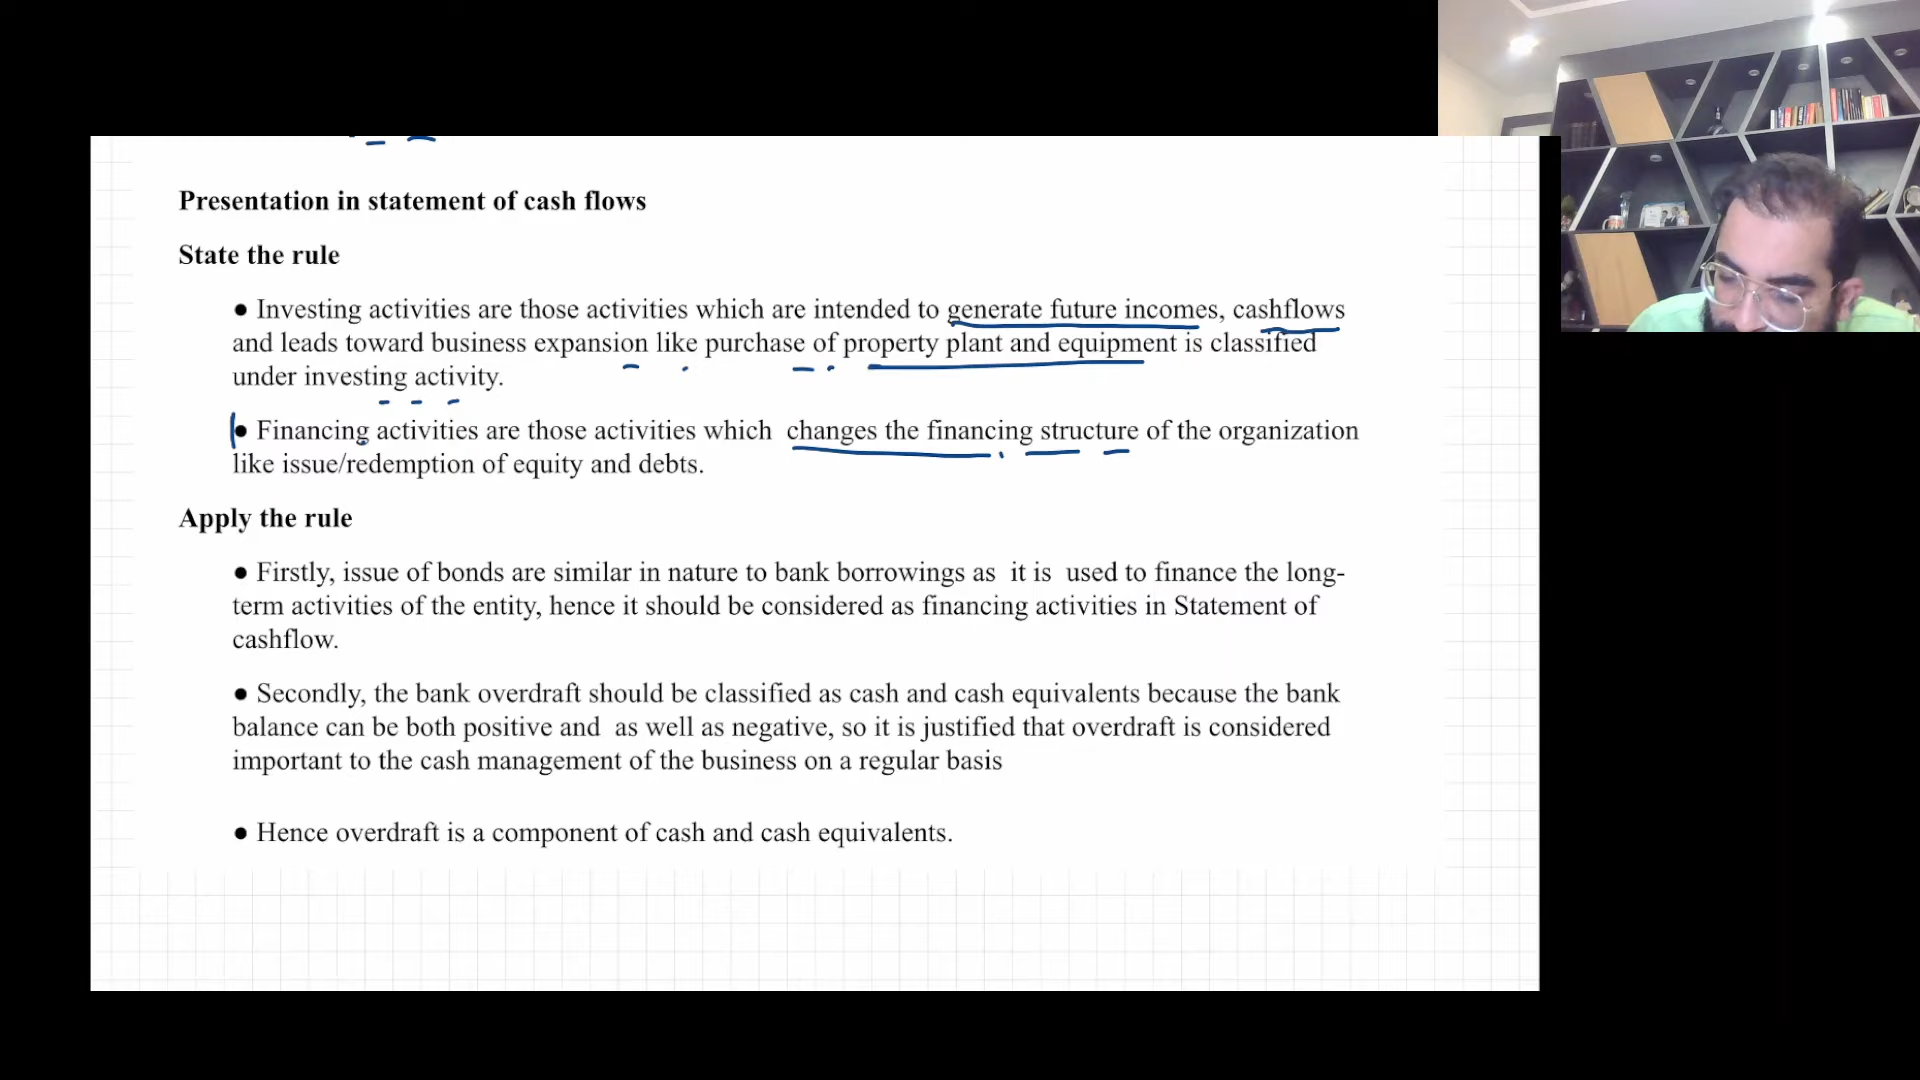 Presentation in statement of cash flows
State the rule
● Investing activities are those activities which are intended to generate future incomes, cashflows
and leads toward business expansion like purchase of property plant and equipment is classified
under investing activity.
● Financing activities are those activities which changes the financing structure of the organization
like issue/redemption of equity and debts.
Apply the rule
● Firstly, issue of bonds are similar in nature to bank borrowings as it is used to finance the long-
term activities of the entity, hence it should be considered as financing activities in Statement of
cashflow.
● Secondly, the bank overdraft should be classified as cash and cash equivalents because the bank
balance can be both positive and as well as negative, so it is justified that overdraft is considered
important to the cash management of the business on a regular basis
● Hence overdraft is a component of cash and cash equivalents.